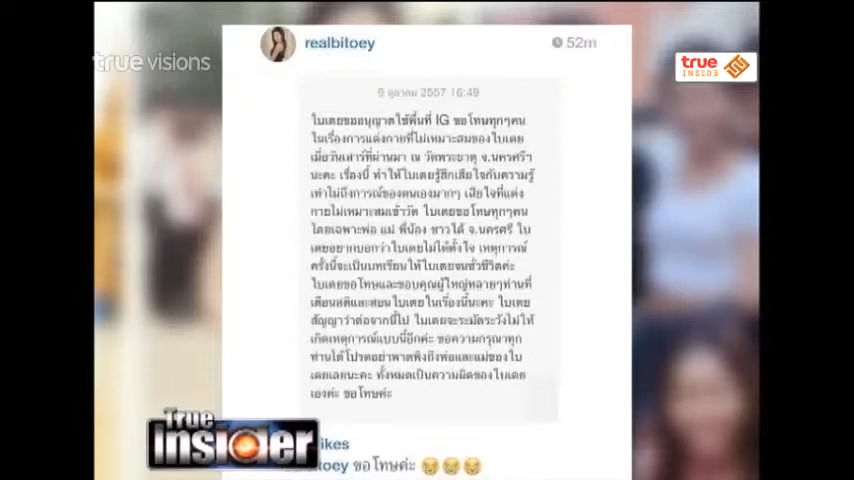 true visions
realbitoey
52m
true
INSIDE
9 ตุลาคม 2557 16:49
ใบเตยขออนุญาตใช้พื้นที่ IG ขอโทษทุกๆคน
ในเรื่องการแต่งกายที่ไม่เหมาะสมของใบเตย
เมื่อวันเสาร์ที่ผ่านมา ณ วัดพระธาตุ จ.นครศรีฯ
นะคะ เรื่องนี้ ทำให้ใบเตยรู้สึกเสียใจกับความรู้
เท่าไม่ถึงการณ์ของตนเองมากๆ เสียใจที่แต่ง
กายไม่เหมาะสมเข้าวัด ใบเตยขอโทษทุกๆคน
โดยเฉพาะพ่อ แม่ พี่น้อง ชาวใต้ จ.นครศรี ใบ
เตยอยากบอกว่าใบเตยไม่ได้ตั้งใจ เหตุการณ์
ครั้งนี้จะเป็นบทเรียนให้ใบเตยจนชั่วชีวิตค่ะ
ใบเตยขอโทษและขอบคุณผู้ใหญ่หลายๆท่านที่
เตือนสติและสอนใบเตยในเรื่องนี้นะคะ ใบเตย
สัญญาว่าต่อจากนี้ไป ใบเตยจะระมัดระวังไม่ให้
เกิดเหตุการณ์แบบนี้อีกค่ะ ขอความกรุณาทุก
ท่านได้โปรดอย่าพาดพิงถึงพ่อและแม่ของใบ
เตยเลยนะคะ ทั้งหมดเป็นความผิดของใบเตย
เองค่ะ ขอโทษค่ะ
True
Insider
ikes
toey ขอโทษค่ะ 😭😭😭